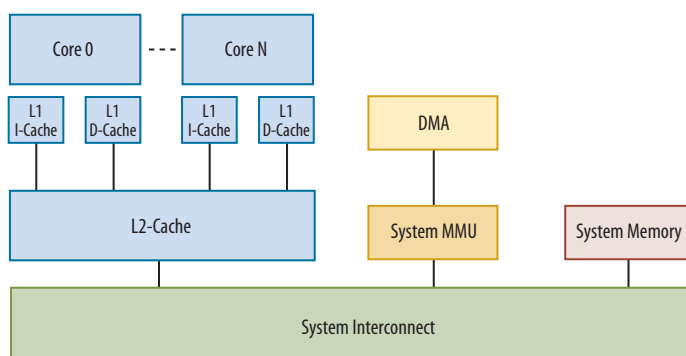 Core 0
Core N
L1
I-Cache
L1
D-Cache
L1
I-Cache
L1
D-Cache
DMA
L2-Cache
System MMU
System Memory
System Interconnect